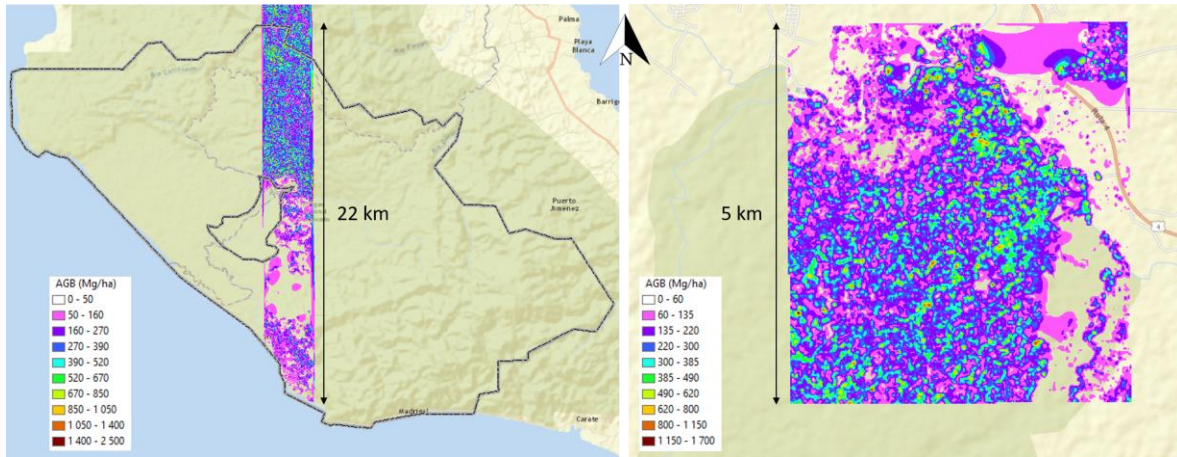 Palma
Playa
Blanca
N
Barrig
22 km
Puerto
Jiménez
Madrigal
Carate
AGB (Mg/ha)
0 - 50
50 - 160
160 - 270
270 - 390
390 - 520
520 - 670
670 - 850
850 - 1 050
1 050 - 1 400
1 400 - 2 500
5 km
Ruta 4
4
AGB (Mg/ha)
0 - 60
60 - 135
135 - 220
220 - 300
300 - 385
385 - 490
490 - 620
620 - 800
800 - 1 150
1 150 - 1 700